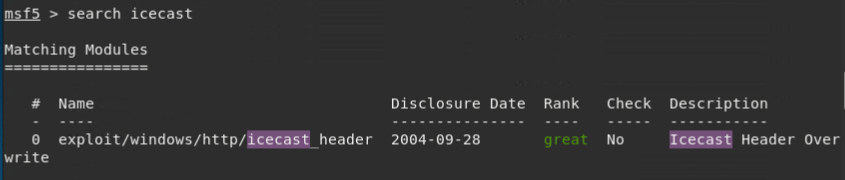 msf5 > search icecast
Matching Modules
================
# Name Disclosure Date Rank Check Description
- ---- --------------- ---- ----- -----------
0 exploit/windows/http/icecast_header 2004-09-28 great No Icecast Header Over
write